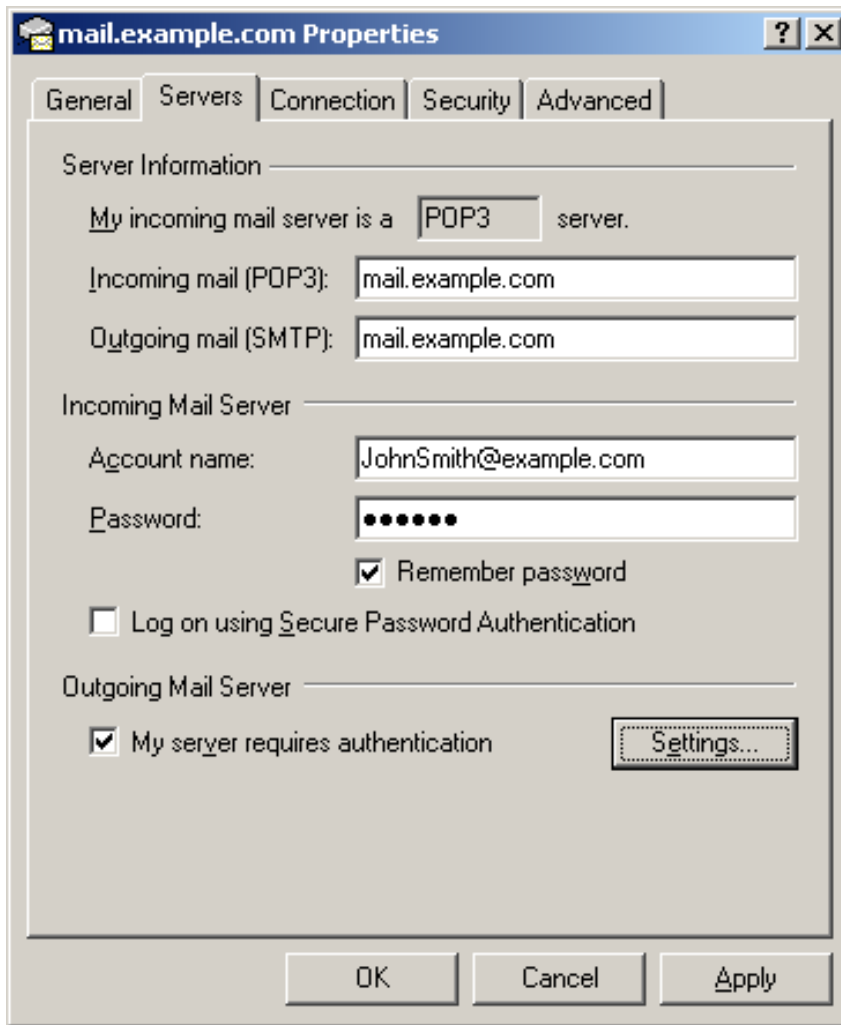 mail.example.com Properties
General Servers Connection Security Advanced
Server Information
My incoming mail server is a POP3 server.
Incoming mail (POP3): mail.example.com
Outgoing mail (SMTP): mail.example.com
Incoming Mail Server
Account name: JohnSmith@example.com
Password: ●●●●●●
Remember password
Log on using Secure Password Authentication
Outgoing Mail Server
My server requires authentication Settings...
OK Cancel Apply